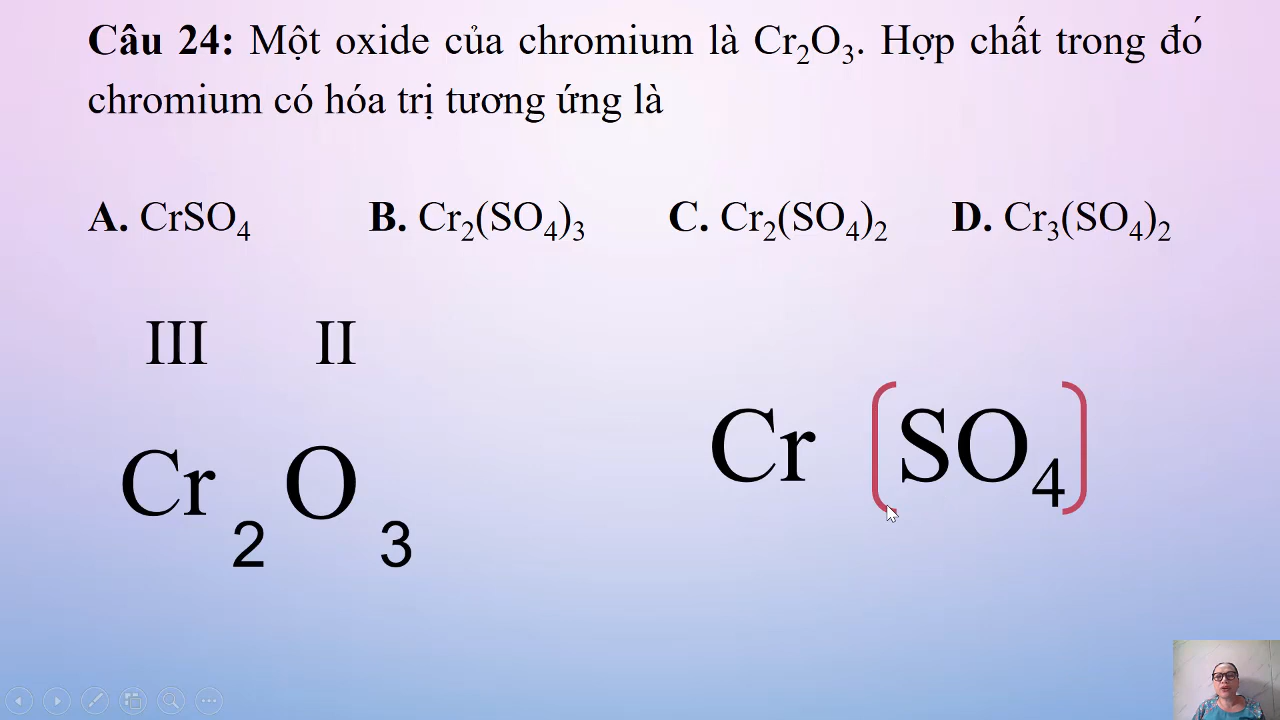 Câu 24: Một oxide của chromium là Cr₂O₃. Hợp chất trong đó
chromium có hóa trị tương ứng là
A. CrSO₄ B. Cr₂(SO₄)₃ C. Cr₂(SO₄)₂ D. Cr₃(SO₄)₂
III II
Cr₂O₃
Cr (SO₄)